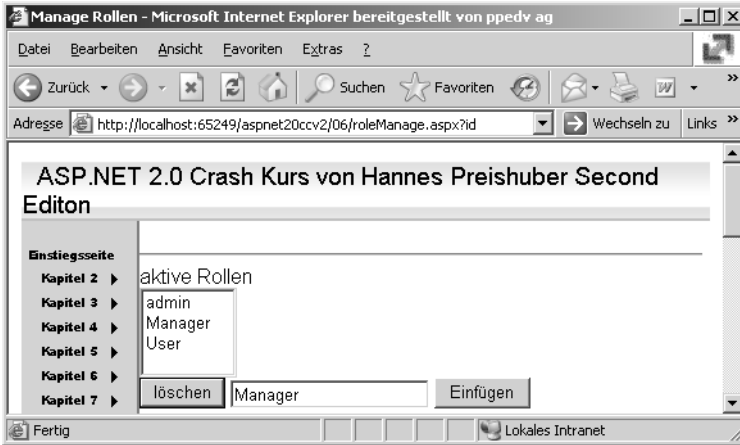 Manage Rollen - Microsoft Internet Explorer bereitgestellt von ppedv ag
Datei Bearbeiten Ansicht Favoriten Extras ?
Zurück Suchen Favoriten W »
Adresse http://localhost:65249/aspnet20ccv2/06/roleManage.aspx?id Wechseln zu Links »
ASP.NET 2.0 Crash Kurs von Hannes Preishuber Second
Editon
Einstiegsseite
Kapitel 2
Kapitel 3
Kapitel 4
Kapitel 5
Kapitel 6
Kapitel 7
aktive Rollen
admin
Manager
User
löschen Manager Einfügen
Fertig Lokales Intranet